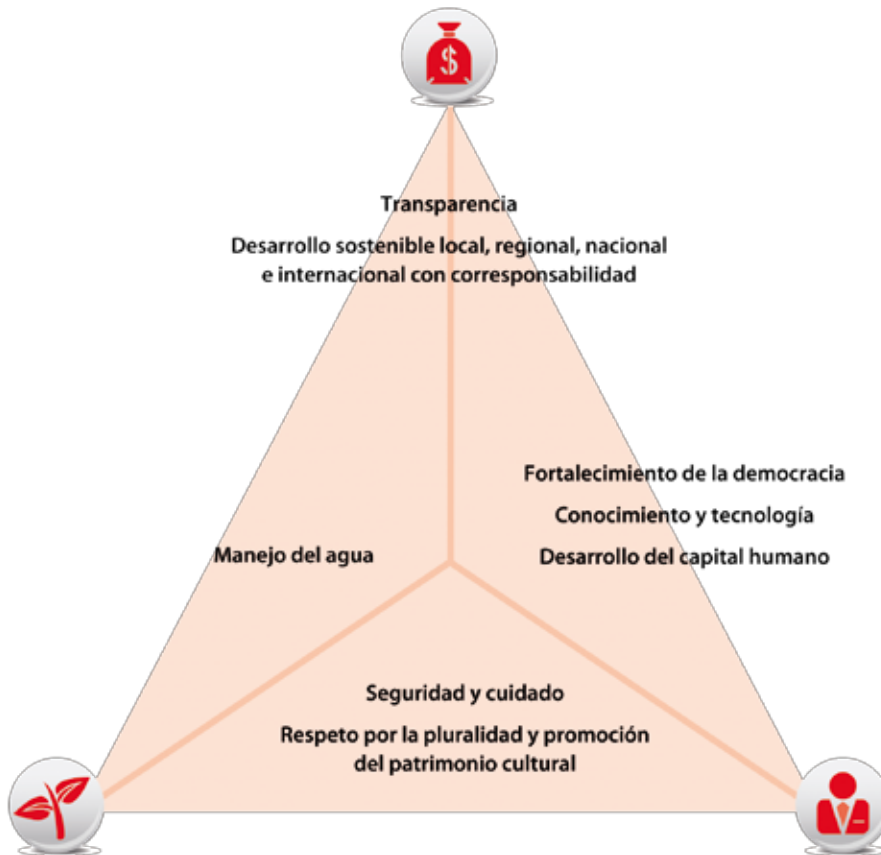 $
Transparencia
Desarrollo sostenible local, regional, nacional
e internacional con corresponsabilidad
Fortalecimiento de la democracia
Conocimiento y tecnología
Manejo del agua
Desarrollo del capital humano
Seguridad y cuidado
Respeto por la pluralidad y promoción
del patrimonio cultural